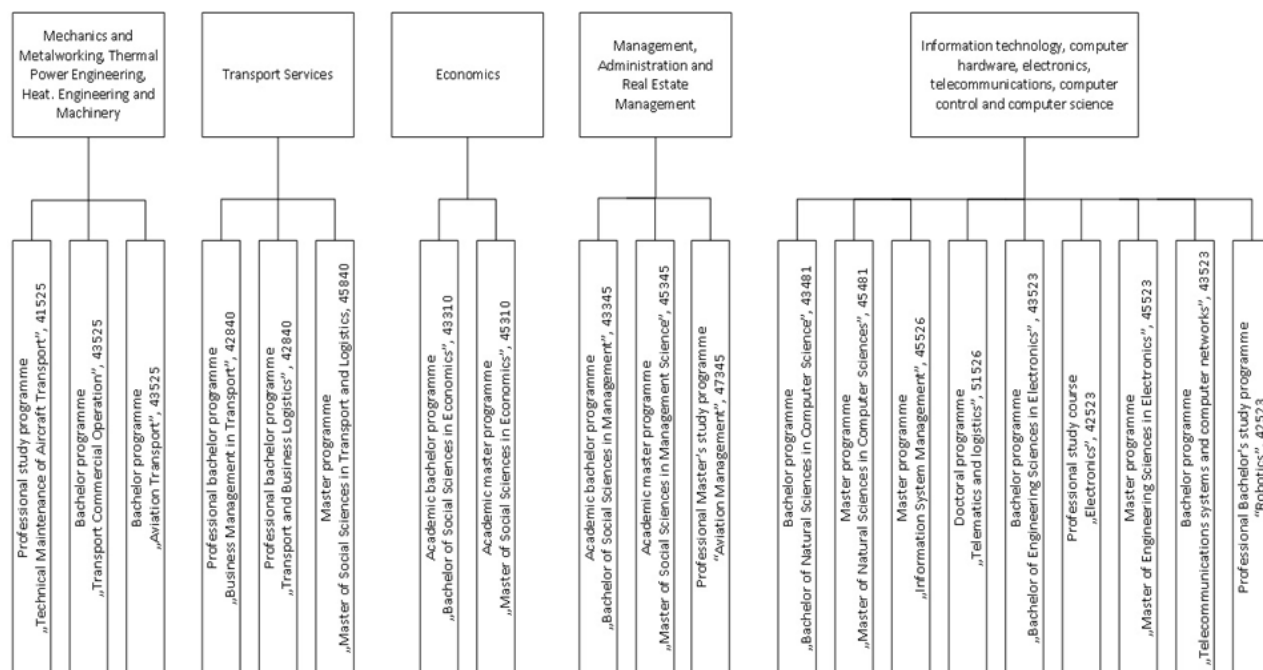 Mechanics and
Metalworking, Thermal
Power Engineering,
Heat. Engineering and
Machinery
Transport Services
Economics
Management,
Administration and
Real Estate
Management
Information technology, computer
hardware, electronics,
telecommunications, computer
control and computer science
Professional study programme
„Technical Maintenance of Aircraft Transport”, 41525
Bachelor programme
„Transport Commercial Operation”, 43525
Bachelor programme
„Aviation Transport”, 43525
Professional bachelor programme
„Business Management in Transport”, 42840
Professional bachelor programme
„Transport and Business Logistics”, 42840
Master programme
„Master of Social Sciences in Transport and Logistics, 45840
Academic bachelor programme
„Bachelor of Social Sciences in Economics”, 43310
Academic master programme
„Master of Social Sciences in Economics”, 45310
Academic bachelor programme
„Bachelor of Social Sciences in Management”, 43345
Academic master programme
„Master of Social Sciences in Management Science”, 45345
Professional Master’s study programme
“Aviation Management”, 47345
Bachelor programme
„Bachelor of Natural Sciences in Computer Science”, 43481
Master programme
„Master of Natural Sciences in Computer Sciences”, 45481
Master programme
„Information System Management”, 45526
Doctoral programme
„Telematics and logistics”, 51526
Bachelor programme
„Bachelor of Engineering Sciences in Electronics” , 43523
Professional study course
„Electronics”, 42523
Master programme
„Master of Engineering Sciences in Electronics”, 45523
Bachelor programme
„Telecommunications systems and computer networks”, 43523
Professional Bachelor’s study programme
“Robotics”, 42523